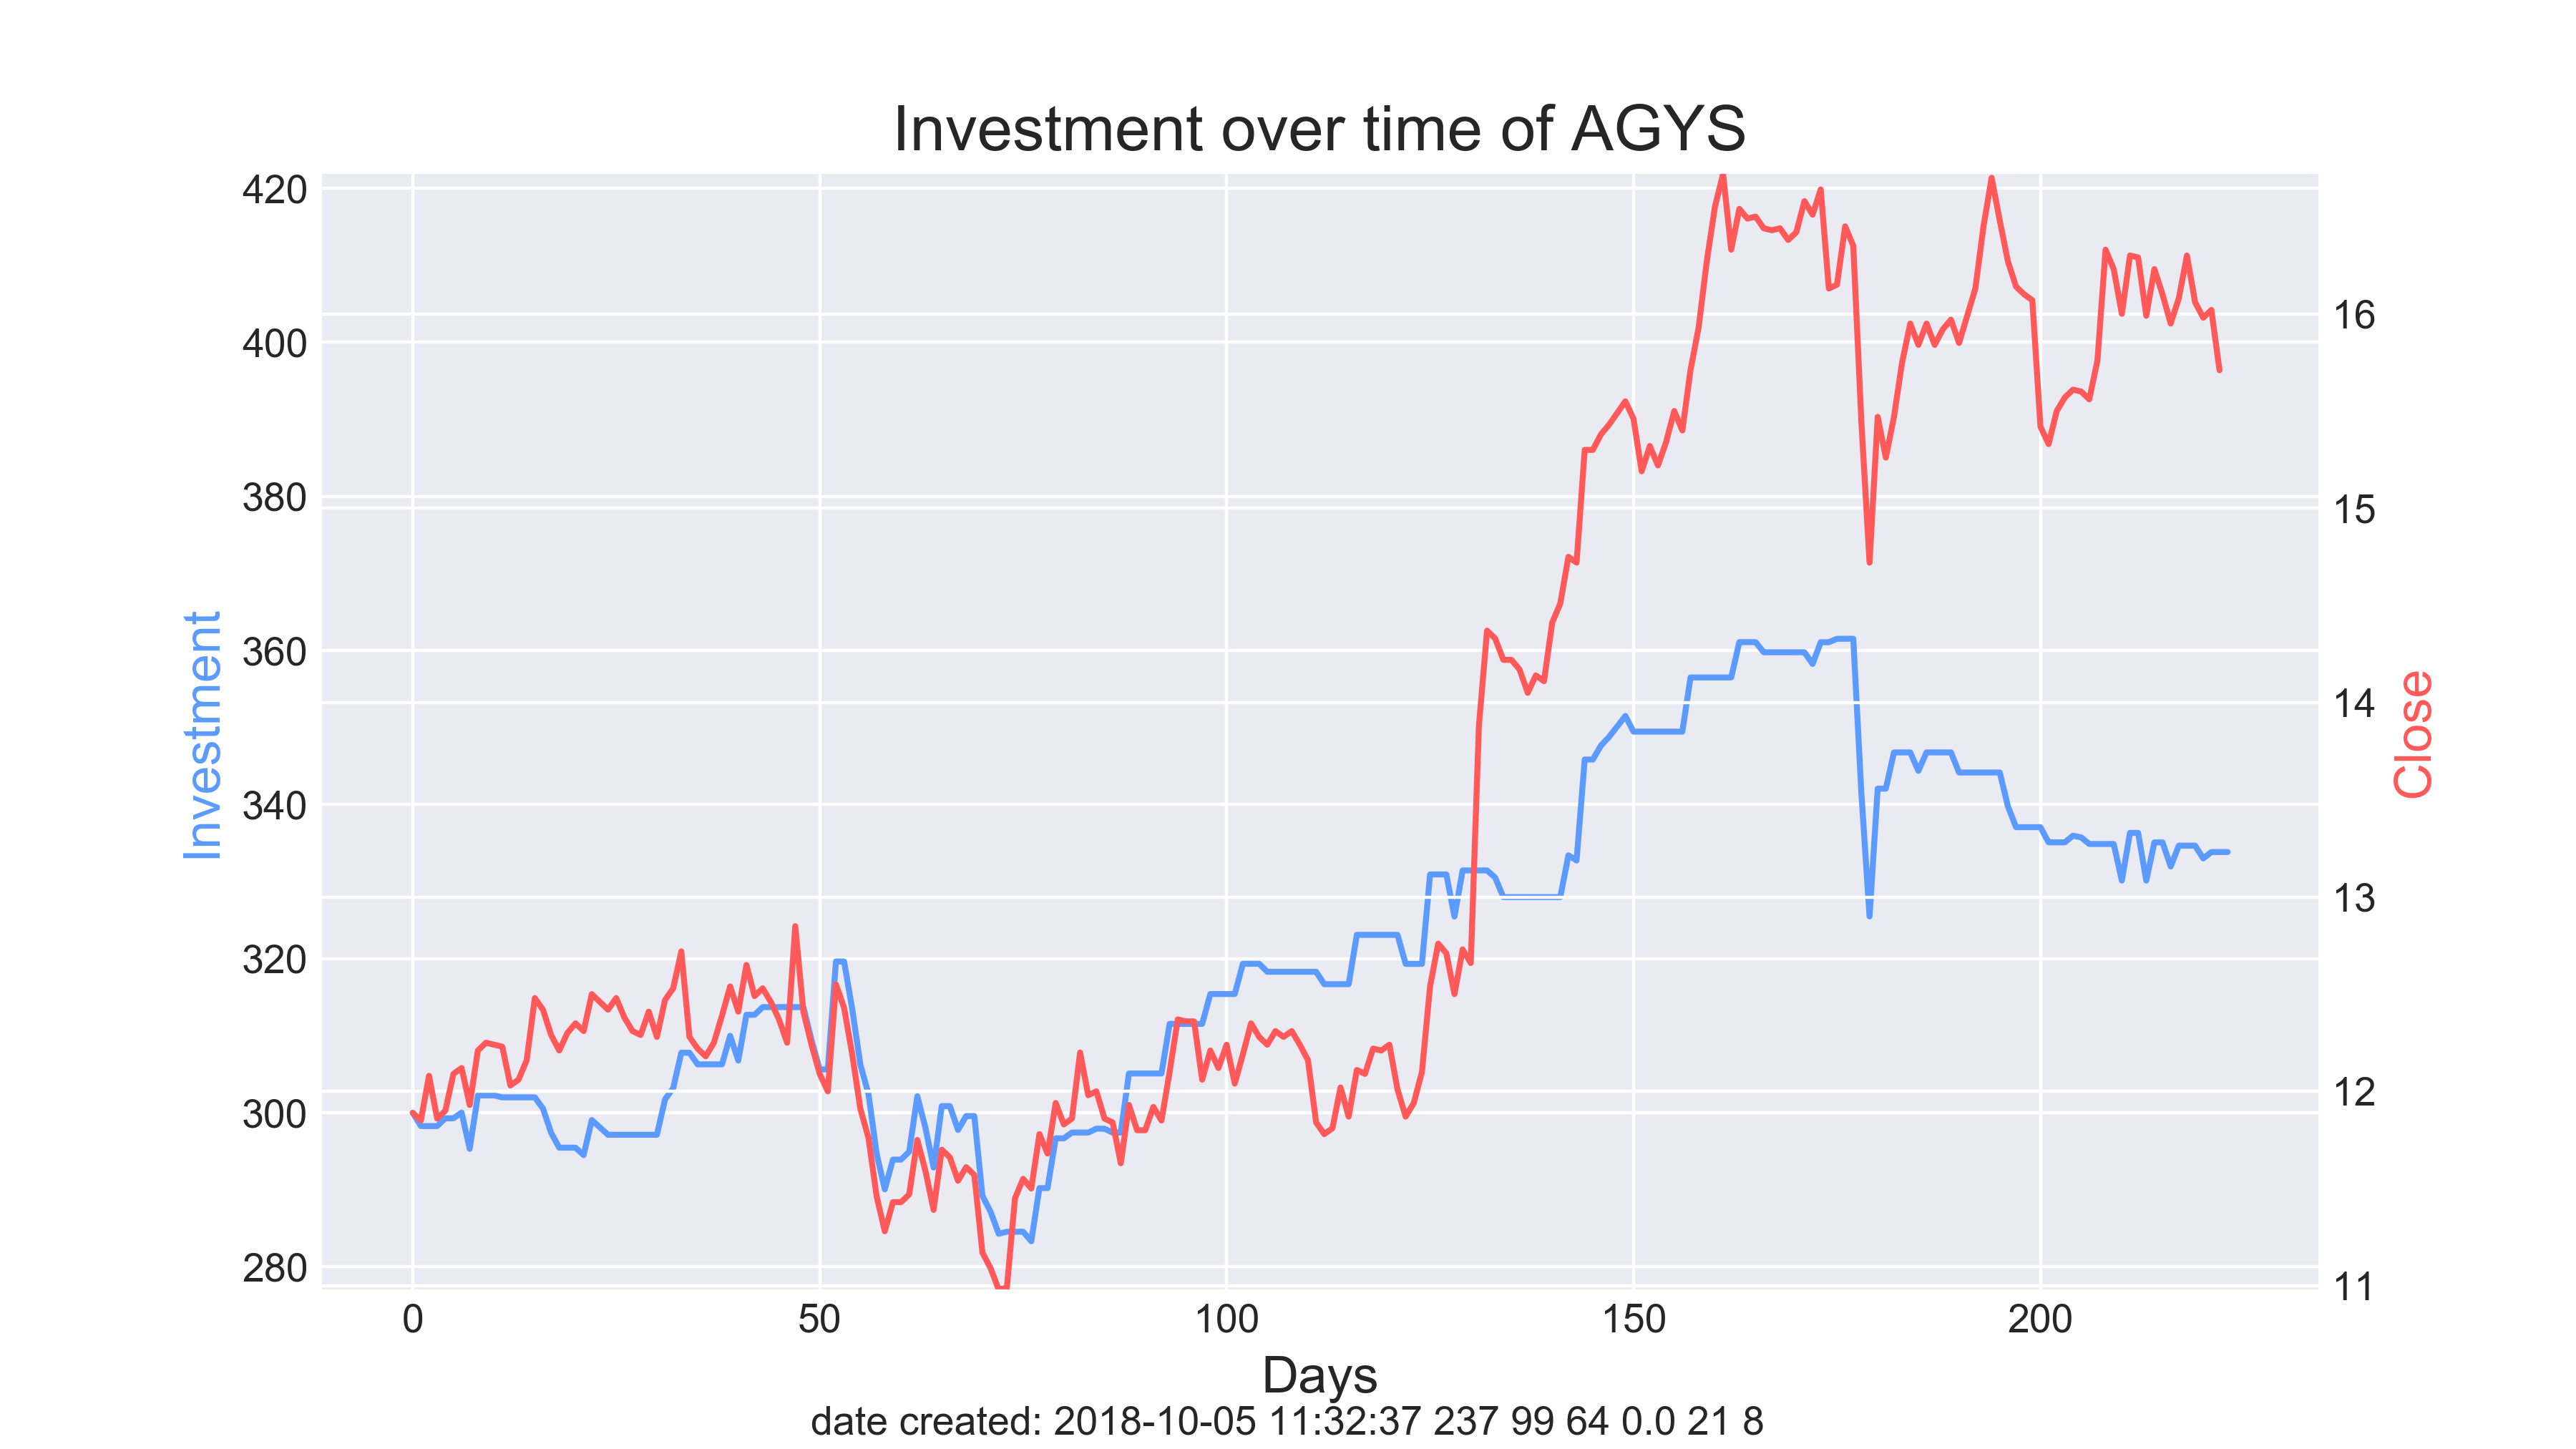 Investment over time of AGYS
420
400
380
360
340
320
300
280
Investment
16
15
14
13
12
11
Close
0 50 100 150 200
Days
date created: 2018-10-05 11:32:37 237 99 64 0.0 21 8